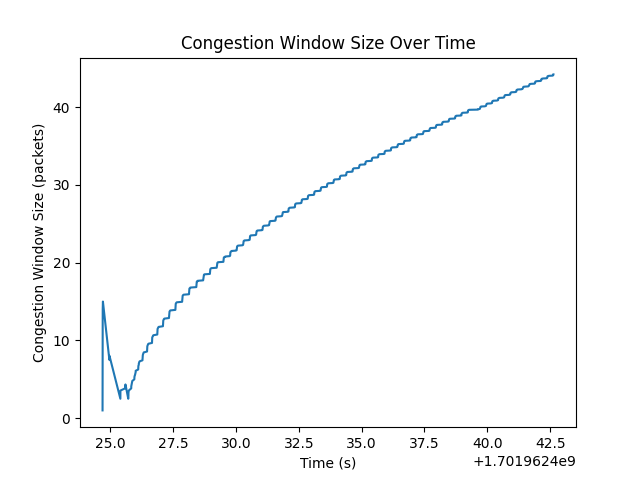 Congestion Window Size Over Time
Congestion Window Size (packets)
40
30
20
10
0
25.0 27.5 30.0 32.5 35.0 37.5 40.0 42.5
Time (s)
+1.7019624e9